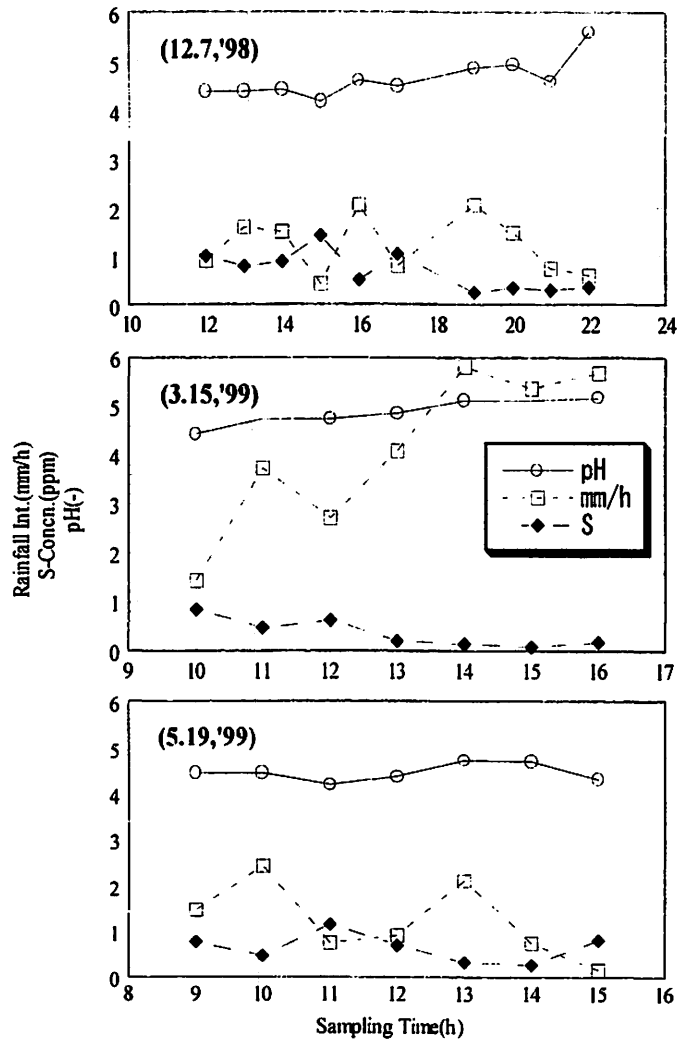 6
(12.7,'98)
5
4
3
2
1
0
10 12 14 16 18 20 22 24
6
(3.15,'99)
5
4
3
2
1
0
pH
mm/h
S
Rainfall Int.(mm/h)
S-Concn.(ppm)
pH(-)
9 10 11 12 13 14 15 16 17
6
(5.19,'99)
5
4
3
2
1
0
8 9 10 11 12 13 14 15 16
Sampling Time(h)